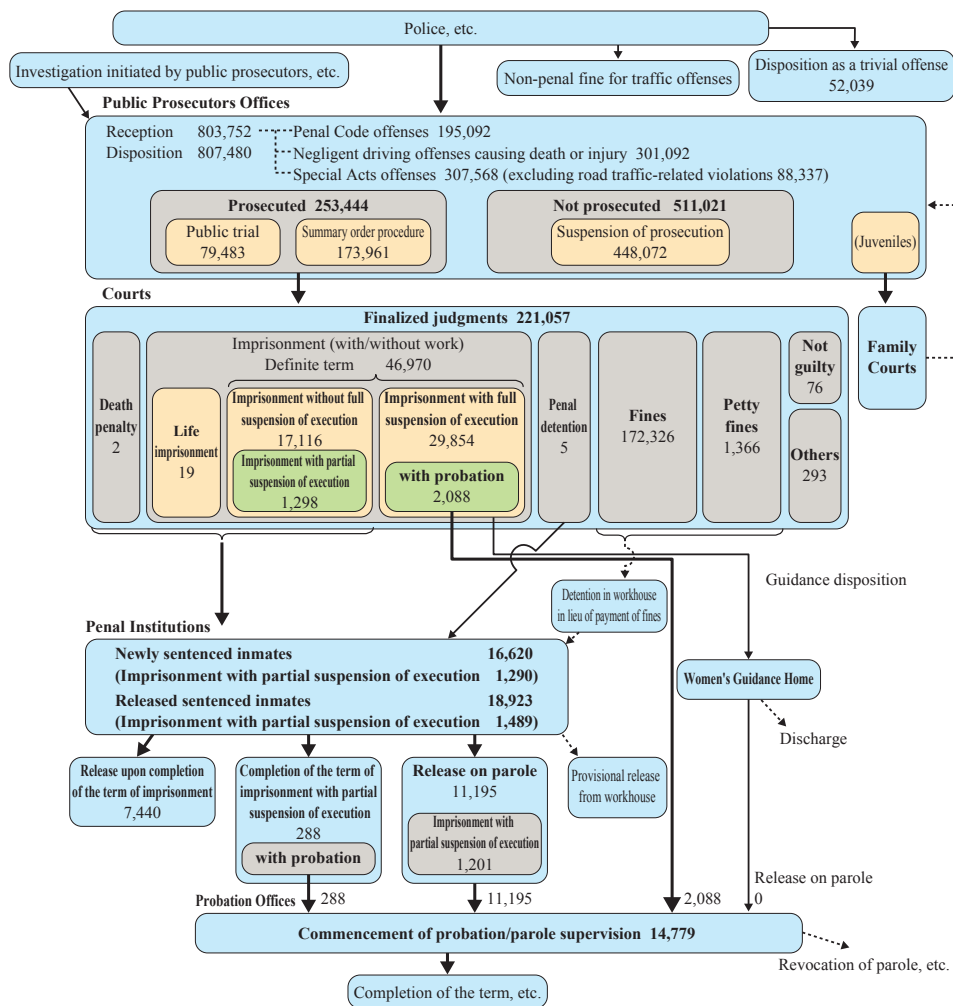 Police, etc.
Investigation initiated by public prosecutors, etc.
Non-penal fine for traffic offenses
Disposition as a trivial offense
52,039
Public Prosecutors Offices
Reception 803,752
Penal Code offenses 195,092
Disposition 807,480
Negligent driving offenses causing death or injury 301,092
Special Acts offenses 307,568 (excluding road traffic-related violations 88,337)
Prosecuted 253,444
Public trial
79,483
Summary order procedure
173,961
Not prosecuted 511,021
Suspension of prosecution
448,072
(Juveniles)
Courts
Finalized judgments 221,057
Death
penalty
2
Imprisonment (with/without work)
Definite term 46,970
Life
imprisonment
19
Imprisonment without full
suspension of execution
17,116
Imprisonment with partial
suspension of execution
1,298
Imprisonment with full
suspension of execution
29,854
with probation
2,088
Penal
detention
5
Fines
172,326
Petty
fines
1,366
Not
guilty
76
Others
293
Family
Courts
Guidance disposition
Detention in workhouse
in lieu of payment of fines
Penal Institutions
Newly sentenced inmates 16,620
(Imprisonment with partial suspension of execution 1,290)
Released sentenced inmates 18,923
(Imprisonment with partial suspension of execution 1,489)
Women's Guidance Home
Discharge
Release upon completion
of the term of imprisonment
7,440
Completion of the term of
imprisonment with partial
suspension of execution
288
with probation
Release on parole
11,195
Imprisonment with
partial suspension of execution
1,201
Provisional release
from workhouse
Release on parole
Probation Offices
288
11,195
2,088
0
Commencement of probation/parole supervision 14,779
Revocation of parole, etc.
Completion of the term, etc.